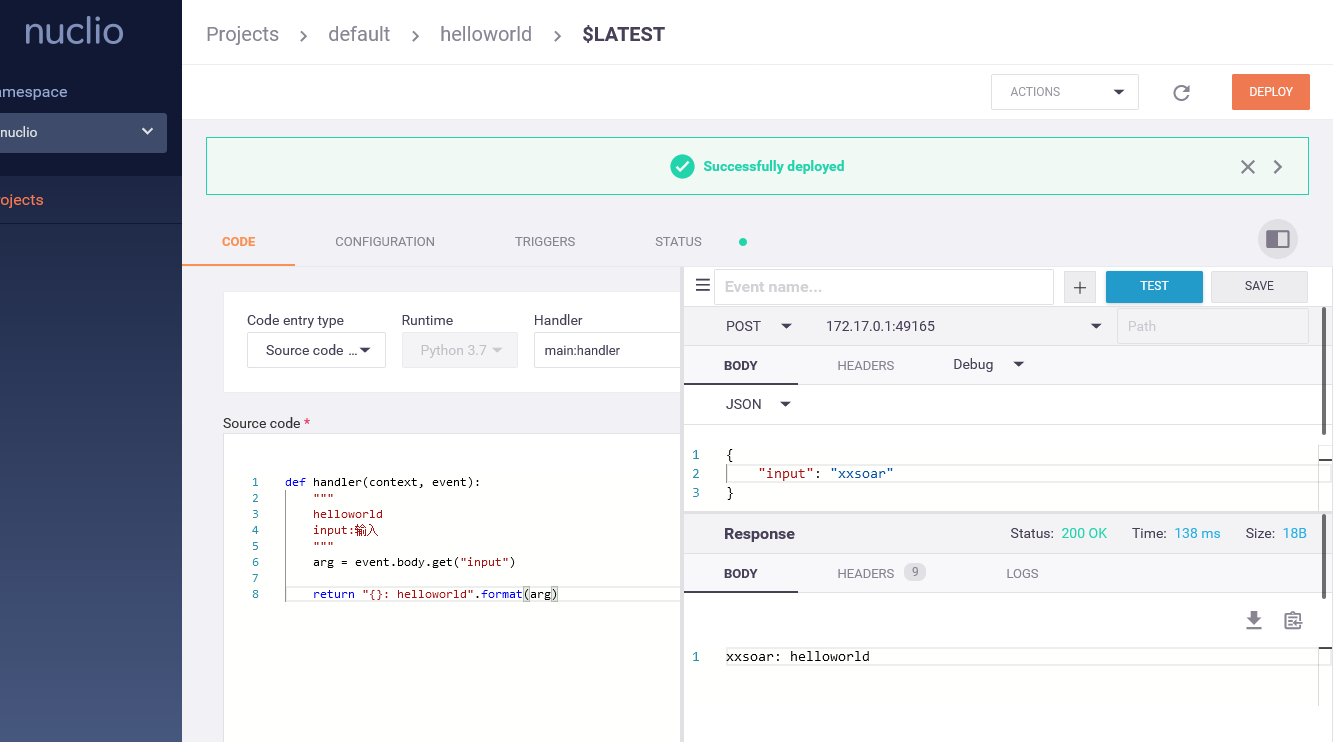 nuclio
Projects > default > helloworld > $LATEST
amespace
nuclio
ojects
ACTIONS
DEPLOY
Successfully deployed
CODE CONFIGURATION TRIGGERS STATUS
Code entry type Runtime Handler
Source code ... Python 3.7 main:handler
Source code *
1 def handler(context, event):
2 """
3 helloworld
4 input:输入
5 """
6 arg = event.body.get("input")
7
8 return "{}: helloworld".format(arg)
Event name...
+
TEST
SAVE
POST 172.17.0.1:49165 Path
BODY HEADERS Debug
JSON
1 {
2 "input": "xxsoar"
3 }
Response Status: 200 OK Time: 138 ms Size: 18B
BODY HEADERS 9 LOGS
1 xxsoar: helloworld